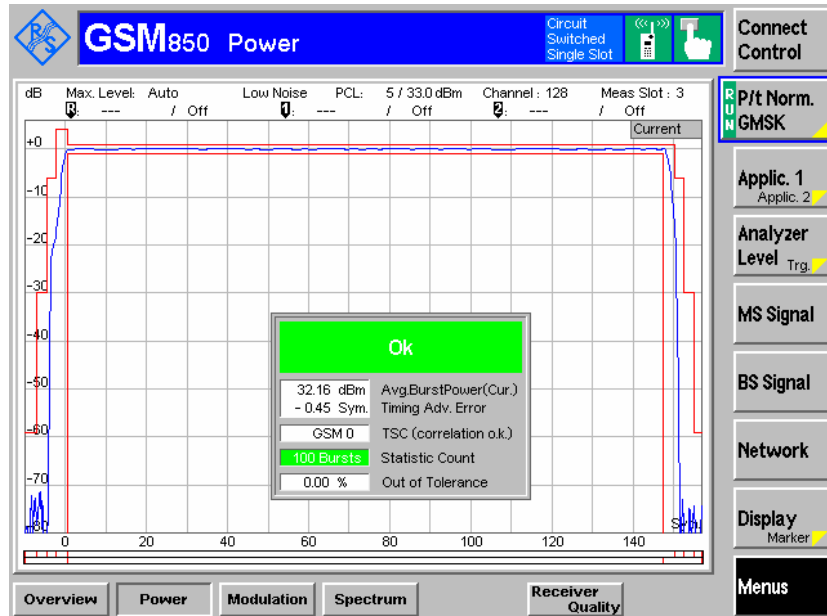 R&S
GSM850 Power
Circuit
Switched
Single Slot
Connect
Control
dB Max. Level: Auto Low Noise PCL: 5 / 33.0 dBm Channel : 128 Meas Slot : 3
R: --- / Off 1: --- / Off 2: --- / Off
Current
RUN
P/t Norm.
GMSK
Applic. 1
Applic. 2
Analyzer
Level Trg.
MS Signal
BS Signal
Network
Display
Marker
Menus
+0
-10
-20
-30
-40
-50
-60
-70
-80
Ok
32.16 dBm Avg.BurstPower(Cur.)
- 0.45 Sym. Timing Adv. Error
GSM 0 TSC (correlation o.k.)
100 Bursts Statistic Count
0.00 % Out of Tolerance
Sym.
0 20 40 60 80 100 120 140
Overview Power Modulation Spectrum Receiver
Quality